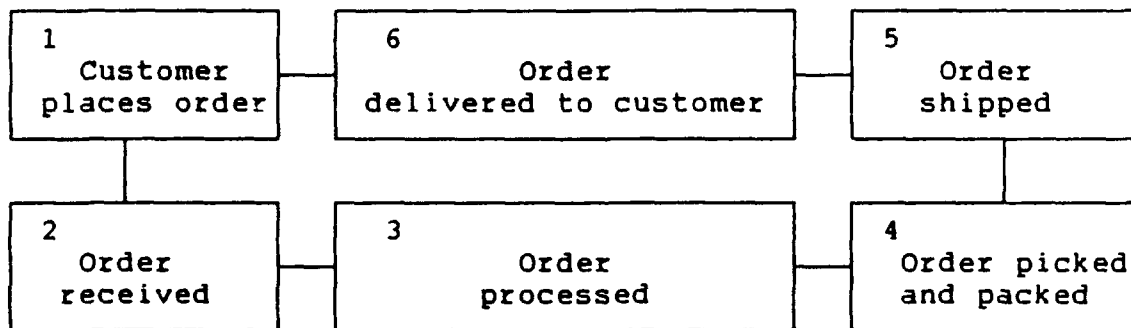 1
Customer
places order
6
Order
delivered to customer
5
Order
shipped
2
Order
received
3
Order
processed
4
Order picked
and packed